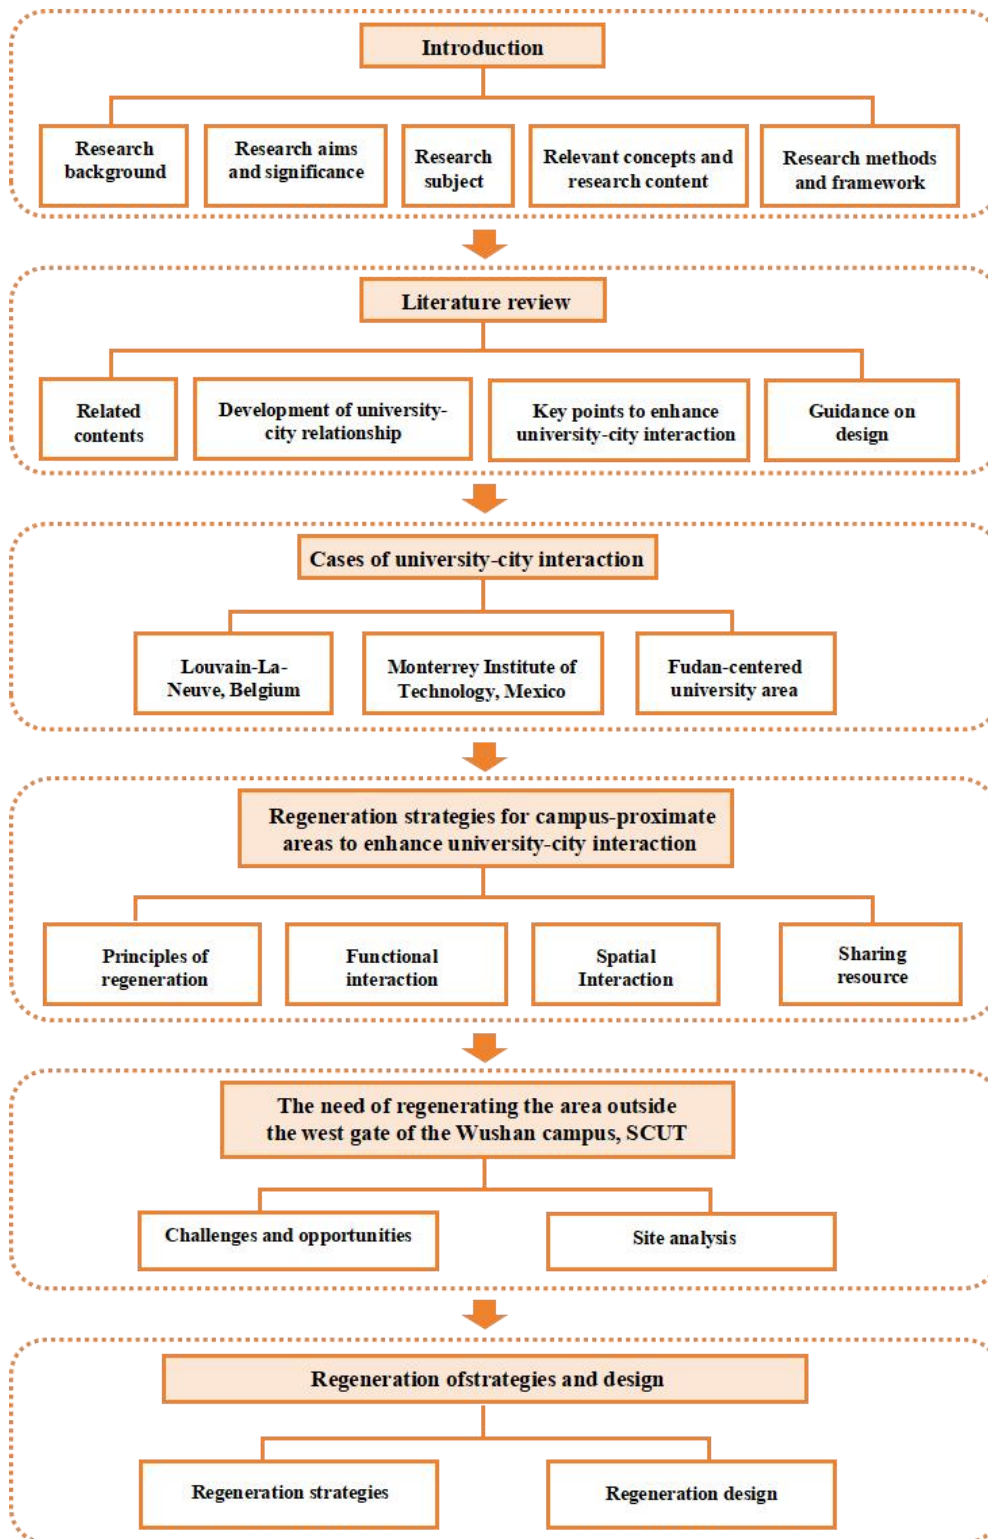 Introduction
Research
background
Research aims
and significance
Research
subject
Relevant concepts and
research content
Research methods
and framework
Literature review
Related
contents
Development of university-
city relationship
Key points to enhance
university-city interaction
Guidance on
design
Cases of university-city interaction
Louvain-La-
Neuve, Belgium
Monterrey Institute of
Technology, Mexico
Fudan-centered
university area
Regeneration strategies for campus-proximate
areas to enhance university-city interaction
Principles of
regeneration
Functional
interaction
Spatial
Interaction
Sharing
resource
The need of regenerating the area outside
the west gate of the Wushan campus, SCUT
Challenges and opportunities
Site analysis
Regeneration ofstrategies and design
Regeneration strategies
Regeneration design